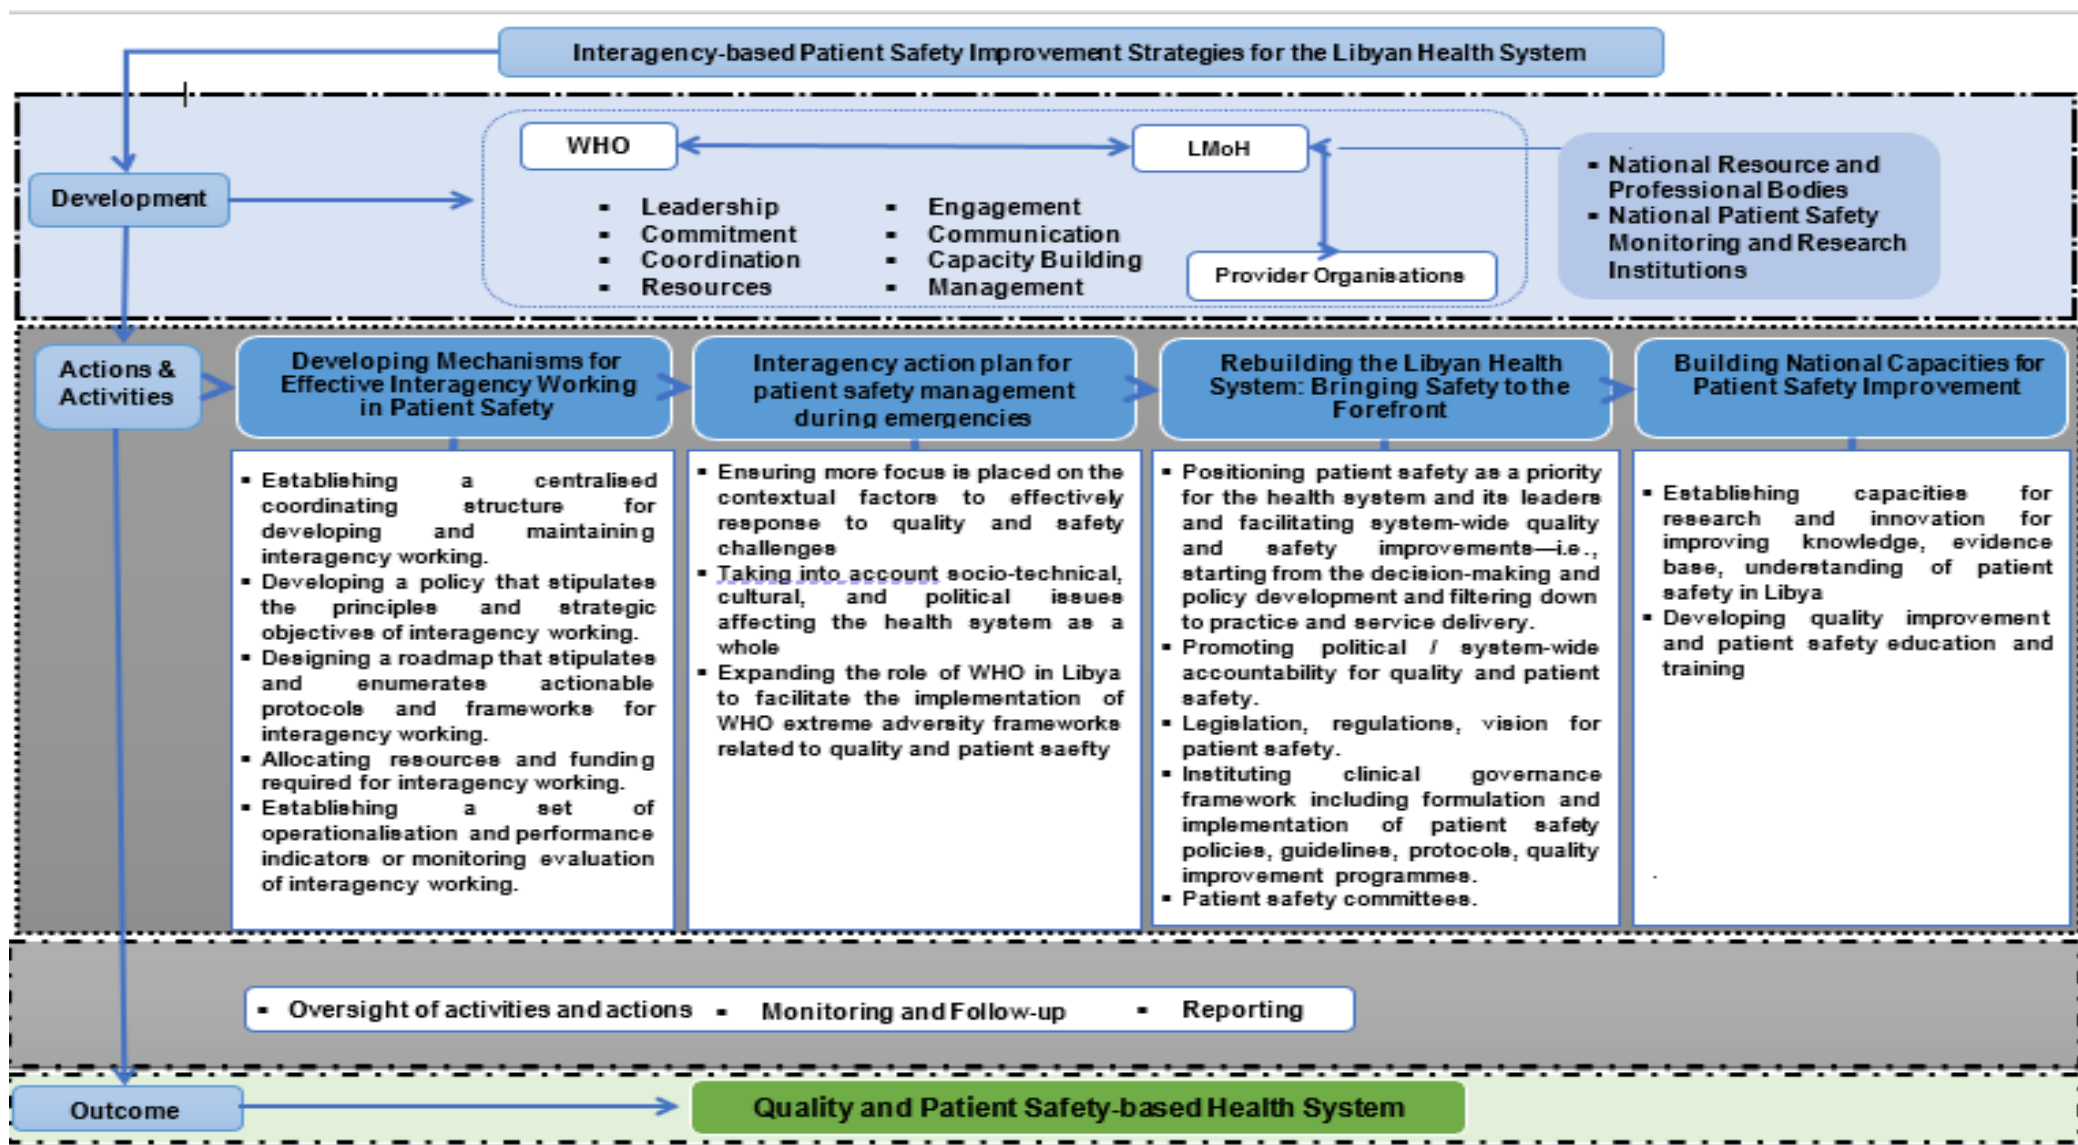 Interagency-based Patient Safety Improvement Strategies for the Libyan Health System
Development
WHO
LMoH
▪ Leadership
▪ Commitment
▪ Coordination
▪ Resources
▪ Engagement
▪ Communication
▪ Capacity Building
▪ Management
Provider Organisations
▪ National Resource and
Professional Bodies
▪ National Patient Safety
Monitoring and Research
Institutions
Actions &
Activities
Developing Mechanisms for
Effective Interagency Working
in Patient Safety
▪ Establishing a centralised
coordinating structure for
developing and maintaining
interagency working.
▪ Developing a policy that stipulates
the principles and strategic
objectives of interagency working.
▪ Designing a roadmap that stipulates
and enumerates actionable
protocols and frameworks for
interagency working.
▪ Allocating resources and funding
required for interagency working.
▪ Establishing a set of
operationalisation and performance
indicators or monitoring evaluation
of interagency working.
Interagency action plan for
patient safety management
during emergencies
▪ Ensuring more focus is placed on the
contextual factors to effectively
response to quality and safety
challenges
▪ Taking into account socio-technical,
cultural, and political issues
affecting the health system as a
whole
▪ Expanding the role of WHO in Libya
to facilitate the implementation of
WHO extreme adversity frameworks
related to quality and patient saefty
Rebuilding the Libyan Health
System: Bringing Safety to the
Forefront
▪ Positioning patient safety as a priority
for the health system and its leaders
and facilitating system-wide quality
and safety improvements—i.e.,
starting from the decision-making and
policy development and filtering down
to practice and service delivery.
▪ Promoting political / system-wide
accountability for quality and patient
safety.
▪ Legislation, regulations, vision for
patient safety.
▪ Instituting clinical governance
framework including formulation and
implementation of patient safety
policies, guidelines, protocols, quality
improvement programmes.
▪ Patient safety committees.
Building National Capacities for
Patient Safety Improvement
▪ Establishing capacities for
research and innovation for
improving knowledge, evidence
base, understanding of patient
safety in Libya
▪ Developing quality improvement
and patient safety education and
training
.
▪ Oversight of activities and actions ▪ Monitoring and Follow-up ▪ Reporting
Outcome
Quality and Patient Safety-based Health System